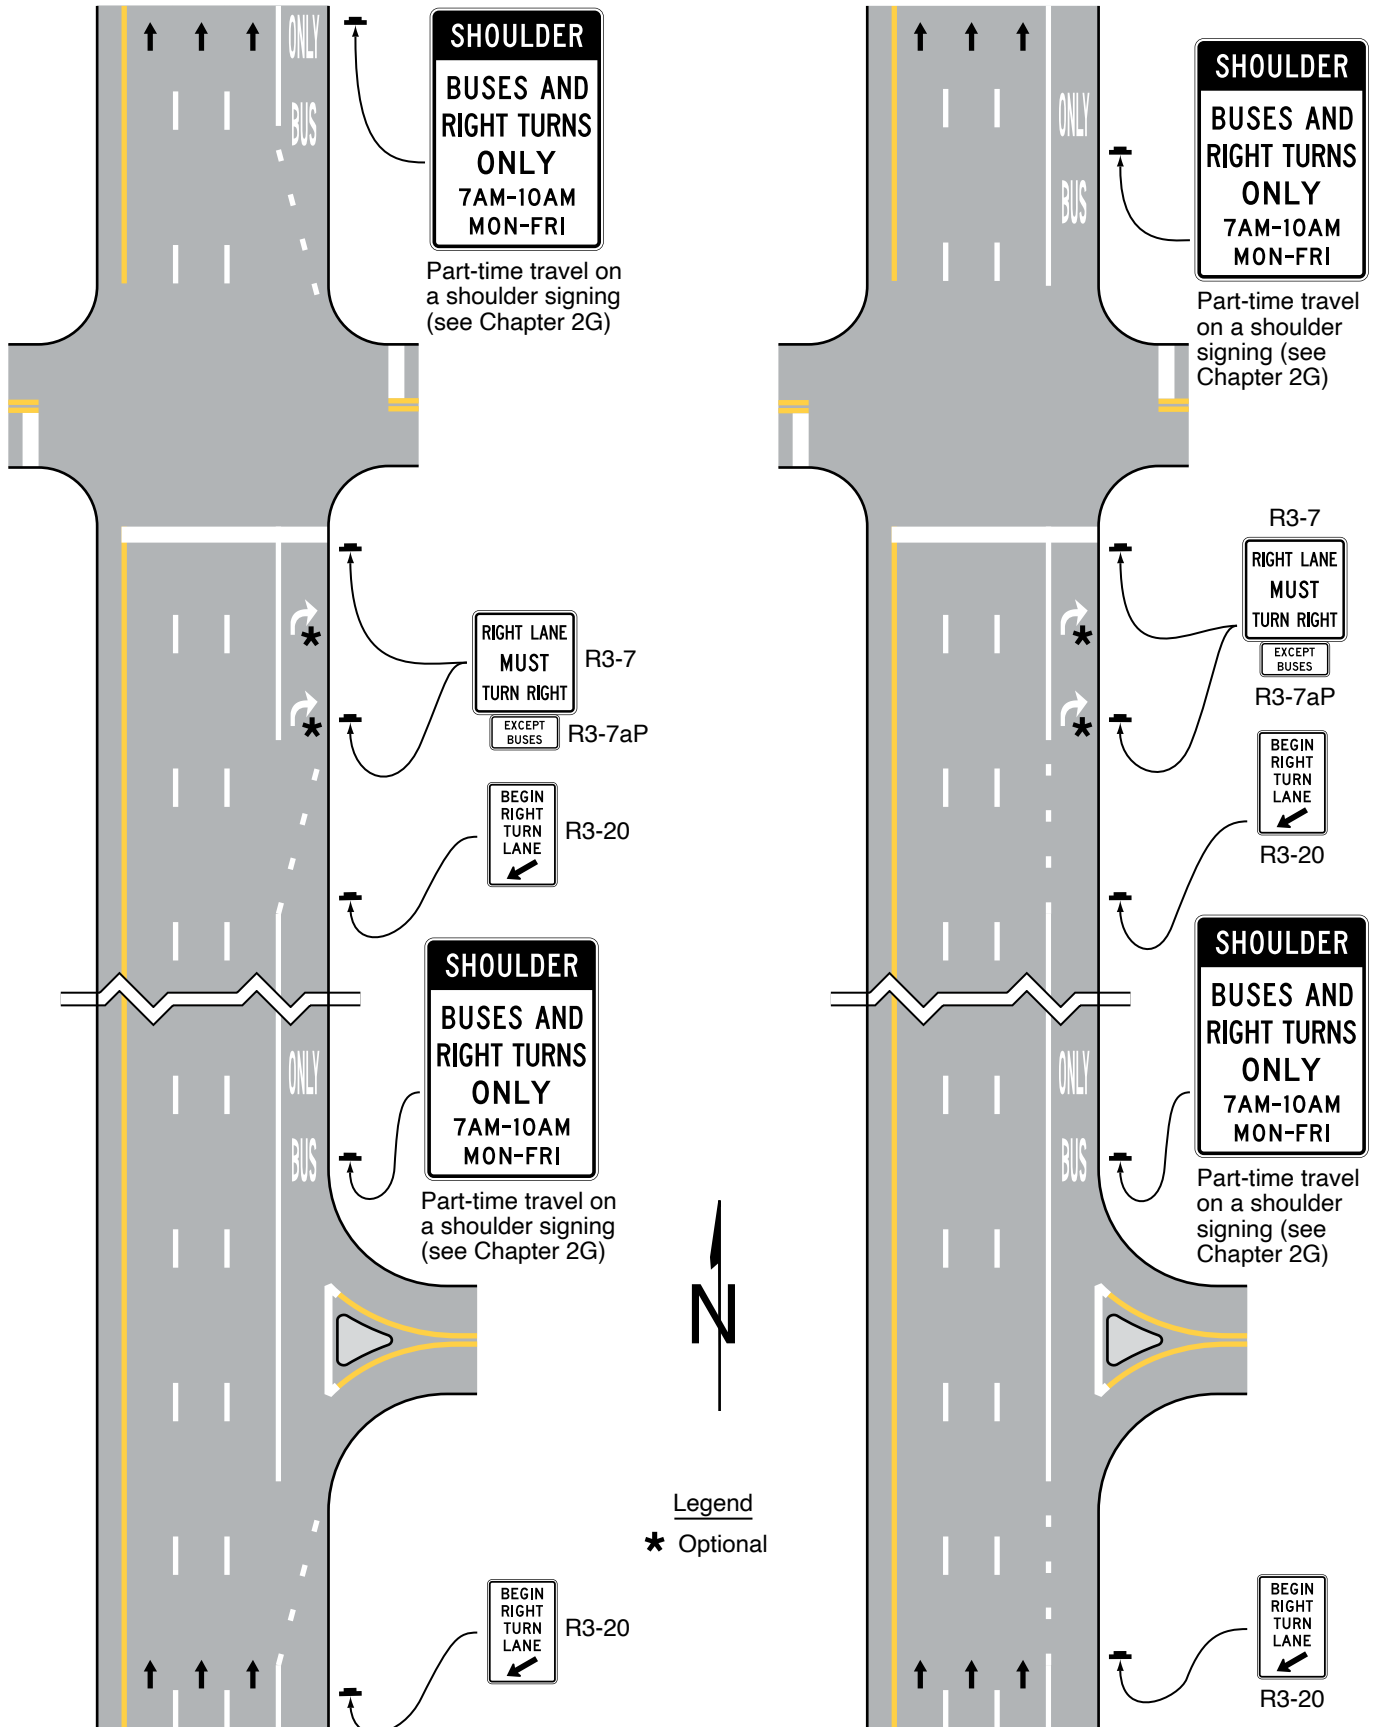 ONLY
BUS
SHOULDER
BUSES AND
RIGHT TURNS
ONLY
7AM-10AM
MON-FRI
Part-time travel on
a shoulder signing
(see Chapter 2G)
RIGHT LANE
MUST
TURN RIGHT
R3-7
EXCEPT
BUSES
R3-7aP
*
*
BEGIN
RIGHT
TURN
LANE
R3-20
SHOULDER
BUSES AND
RIGHT TURNS
ONLY
7AM-10AM
MON-FRI
Part-time travel on
a shoulder signing
(see Chapter 2G)
ONLY
BUS
BEGIN
RIGHT
TURN
LANE
R3-20
N
Legend
* Optional
ONLY
BUS
SHOULDER
BUSES AND
RIGHT TURNS
ONLY
7AM-10AM
MON-FRI
Part-time travel
on a shoulder
signing (see
Chapter 2G)
R3-7
RIGHT LANE
MUST
TURN RIGHT
EXCEPT
BUSES
R3-7aP
*
*
BEGIN
RIGHT
TURN
LANE
R3-20
SHOULDER
BUSES AND
RIGHT TURNS
ONLY
7AM-10AM
MON-FRI
Part-time travel
on a shoulder
signing (see
Chapter 2G)
ONLY
BUS
BEGIN
RIGHT
TURN
LANE
R3-20